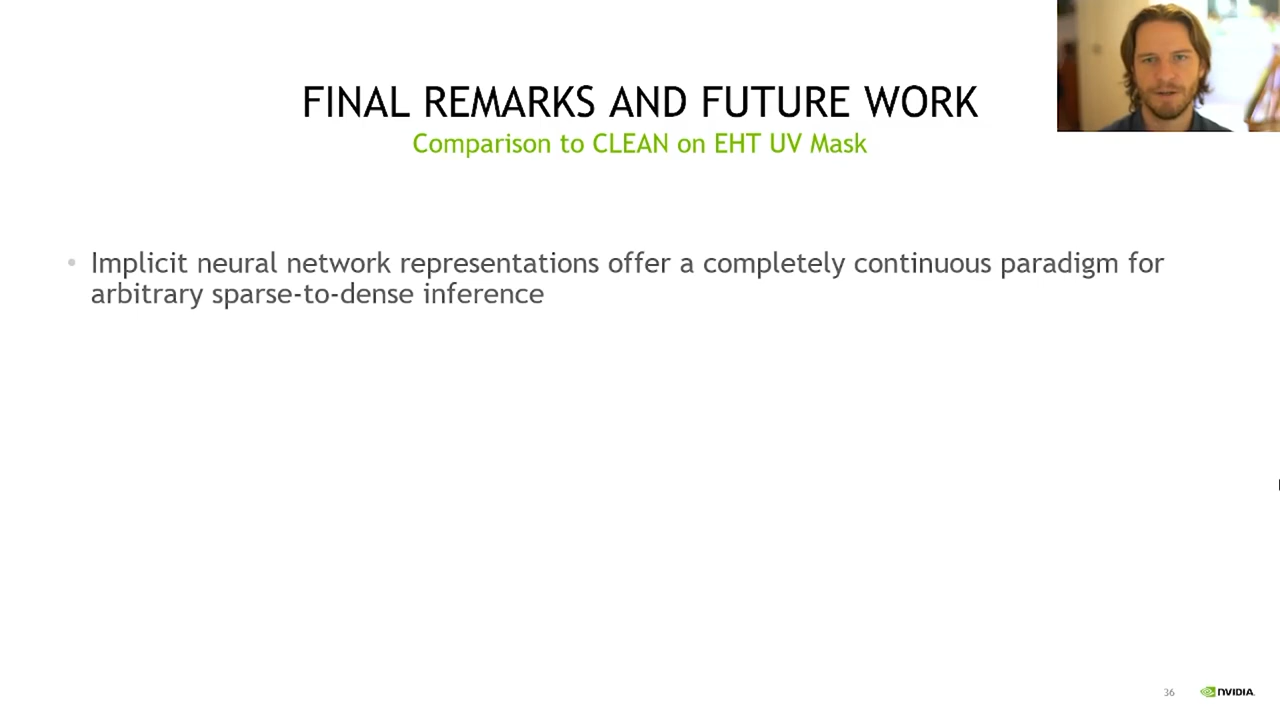 FINAL REMARKS AND FUTURE WORK
Comparison to CLEAN on EHT UV Mask
• Implicit neural network representations offer a completely continuous paradigm for
arbitrary sparse-to-dense inference
36
NVIDIA.